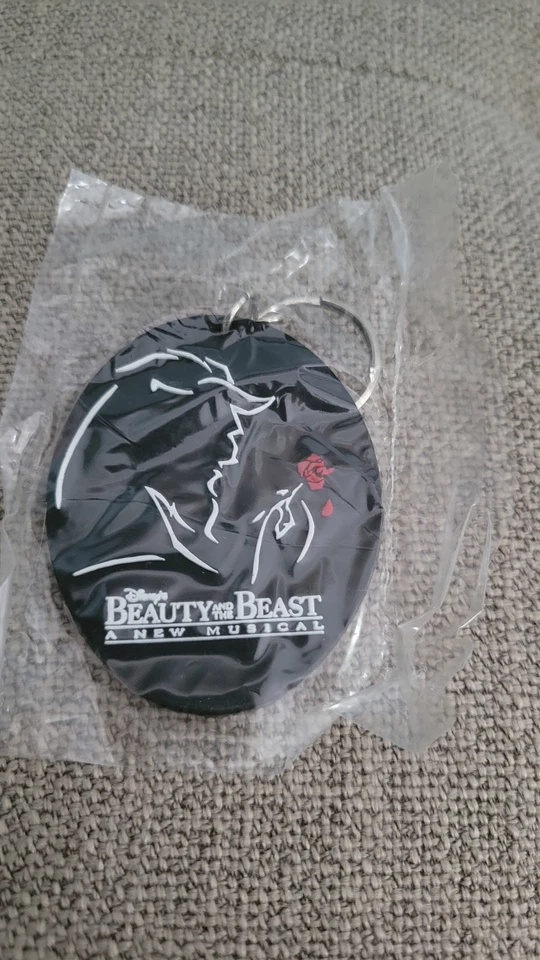 Disney's
BEAUTY AND THE BEAST
A NEW MUSICAL